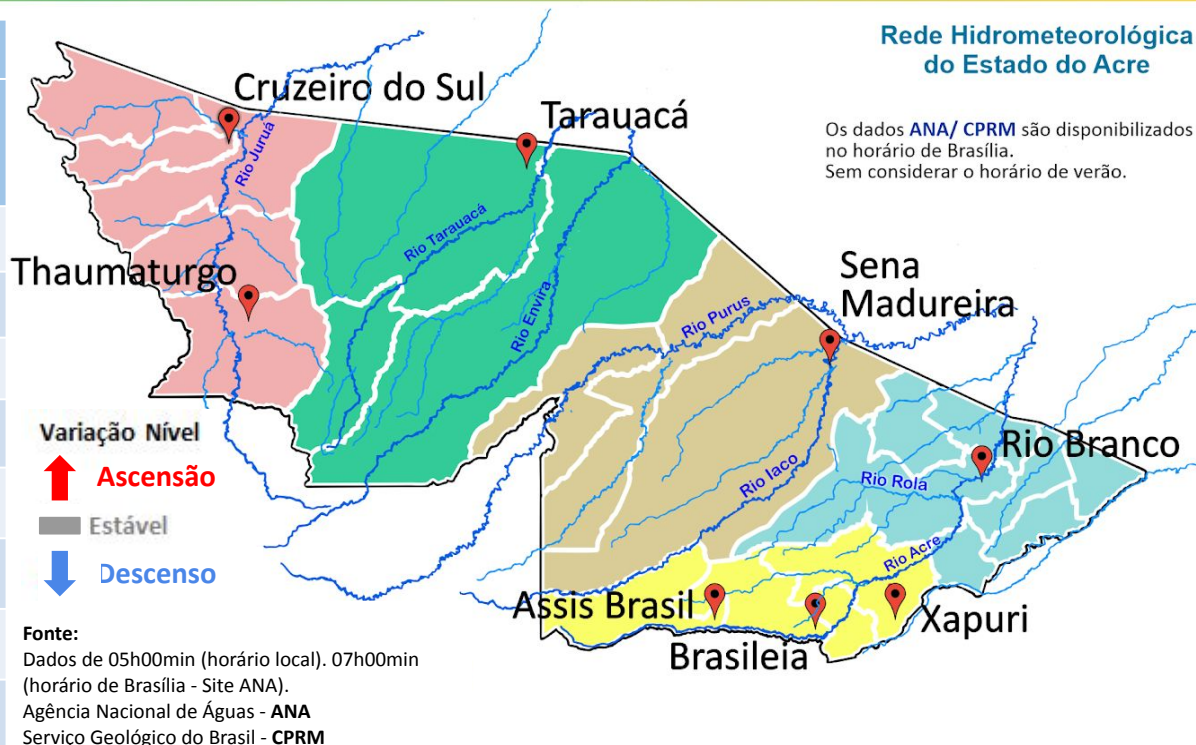 Rede Hidrometeorológica
do Estado do Acre
Os dados ANA/ CPRM são disponibilizados
no horário de Brasília.
Sem considerar o horário de verão.
Cruzeiro do Sul
Tarauacá
Rio Juruá
Rio Tarauacá
Thaumaturgo
Rio Envira
Sena
Madureira
Rio Purus
Rio Branco
Rio Iaco
Rio Rola
Rio Acre
Assis Brasil
Xapuri
Brasileia
Variação Nível
Ascensão
Estável
Descenso
Fonte:
Dados de 05h00min (horário local). 07h00min
(horário de Brasília - Site ANA).
Agência Nacional de Águas - ANA
Serviço Geológico do Brasil - CPRM